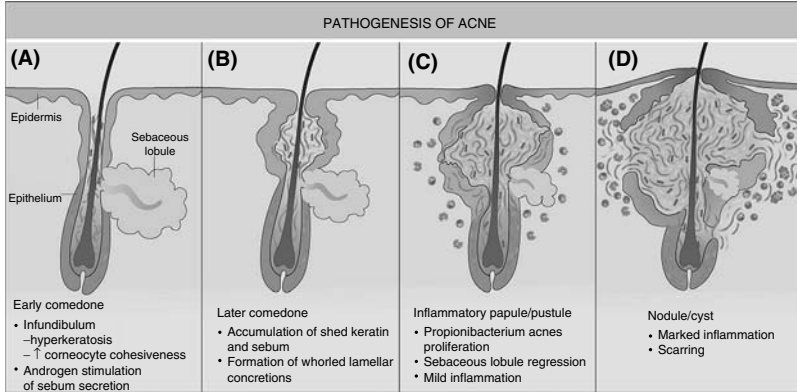 PATHOGENESIS OF ACNE
(A)
Epidermis
Sebaceous
lobule
Epithelium
Early comedone
• Infundibulum
–hyperkeratosis
– ↑ corneocyte cohesiveness
• Androgen stimulation
of sebum secretion
(B)
Later comedone
• Accumulation of shed keratin
and sebum
• Formation of whorled lamellar
concretions
(C)
Inflammatory papule/pustule
• Propionibacterium acnes
proliferation
• Sebaceous lobule regression
• Mild inflammation
(D)
Nodule/cyst
• Marked inflammation
• Scarring